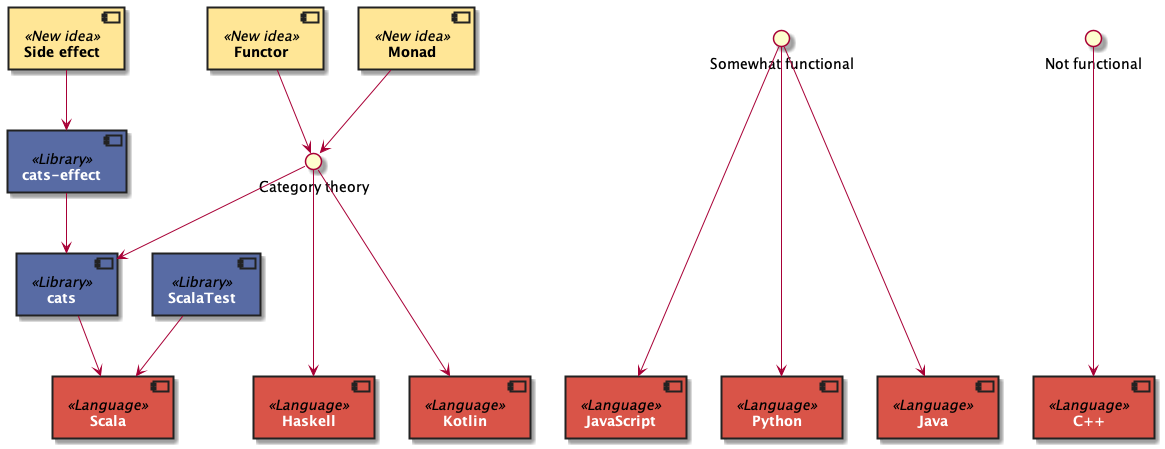 «New idea»
Side effect
«New idea»
Functor
«New idea»
Monad
Somewhat functional
Not functional
«Library»
cats-effect
Category theory
«Library»
cats
«Library»
ScalaTest
«Language»
Scala
«Language»
Haskell
«Language»
Kotlin
«Language»
JavaScript
«Language»
Python
«Language»
Java
«Language»
C++